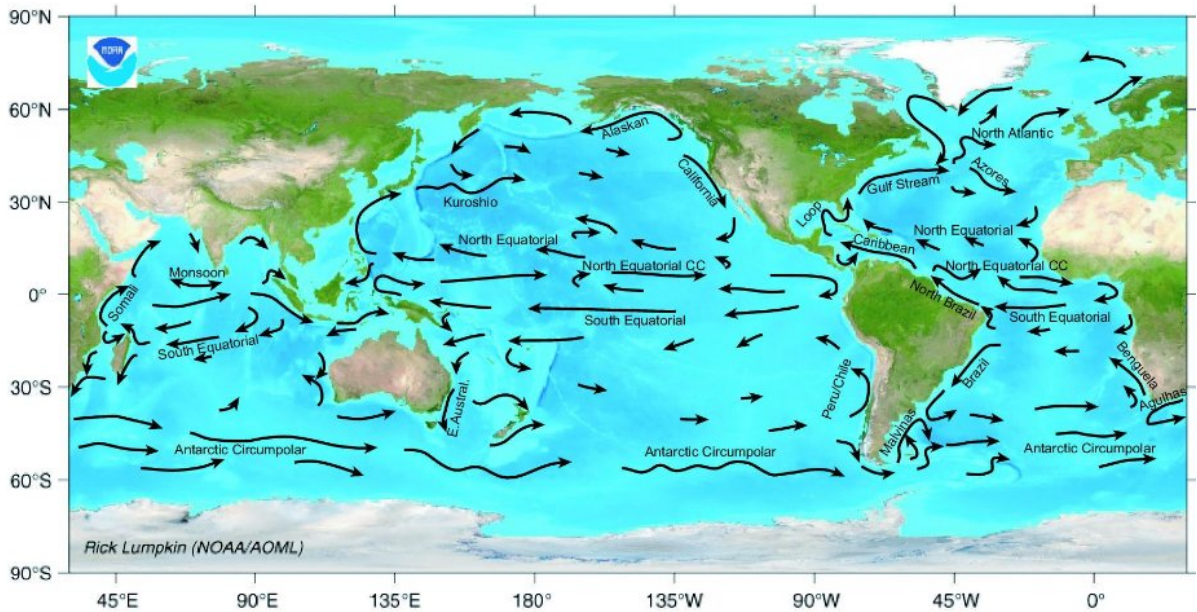 90°N
NOAA
60°N
Alaskan
North Atlantic
California
Gulf Stream
Azores
30°N
Kuroshio
Loop
North Equatorial
North Equatorial
Caribbean
Monsoon
North Equatorial CC
North Equatorial CC
0°
Somali
North Brazil
South Equatorial
South Equatorial
South Equatorial
Brazil
Benguela
30°S
E.Austral.
Peru/Chile
Agulhas
Malvinas
Antarctic Circumpolar
Antarctic Circumpolar
Antarctic Circumpolar
60°S
Rick Lumpkin (NOAA/AOML)
90°S
45°E 90°E 135°E 180° 135°W 90°W 45°W 0°